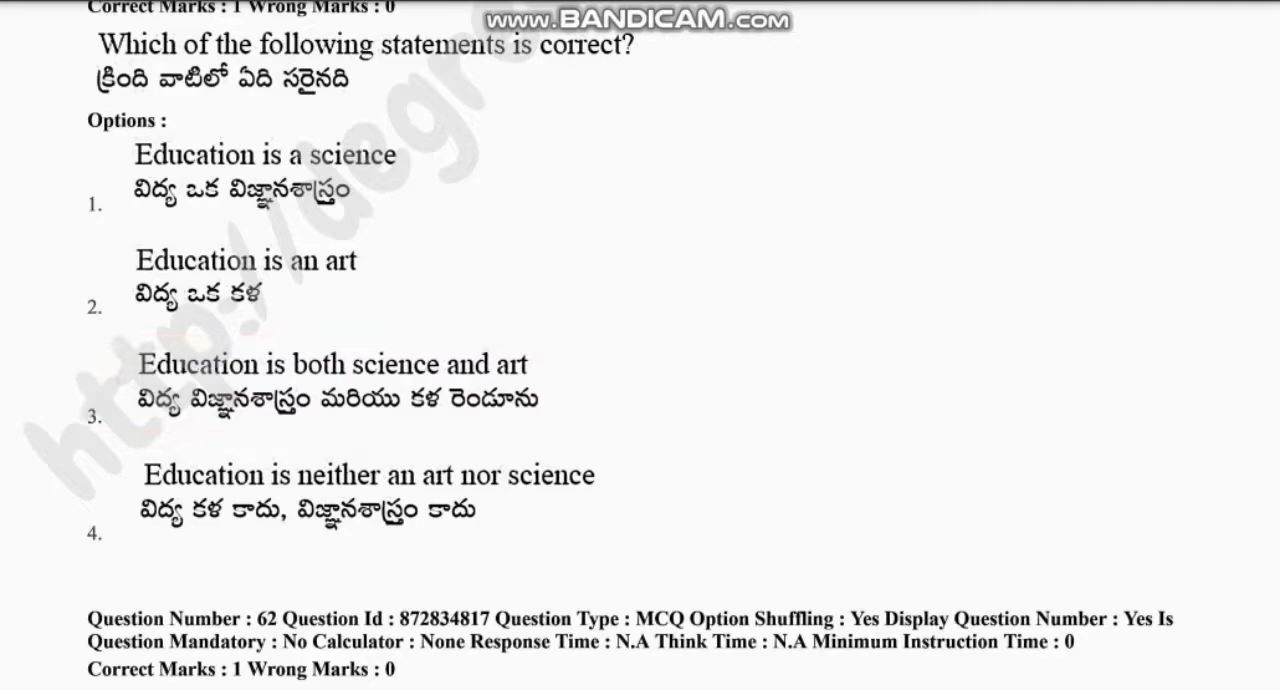 Correct Marks : 1 Wrong Marks : 0
www.BANDICAM.com
Which of the following statements is correct?
క్రింది వాటిలో ఏది సరైనది
Options :
Education is a science
విద్య ఒక విజ్ఞానశాస్త్రం
1.
Education is an art
విద్య ఒక కళ
2.
Education is both science and art
విద్య విజ్ఞానశాస్త్రం మరియు కళ రెండూను
3.
Education is neither an art nor science
విద్య కళ కాదు, విజ్ఞానశాస్త్రం కాదు
4.
http://degr
Question Number : 62 Question Id : 872834817 Question Type : MCQ Option Shuffling : Yes Display Question Number : Yes Is
Question Mandatory : No Calculator : None Response Time : N.A Think Time : N.A Minimum Instruction Time : 0
Correct Marks : 1 Wrong Marks : 0